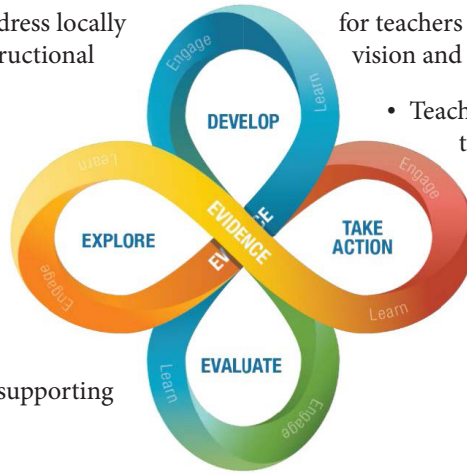 dress locally
ructional
for teachers
vision and
• Teach
t
Engage
Learn
DEVELOP
Learn
Engage
EVIDENCE
EXPLORE
TAKE
ACTION
Engage
Learn
EVALUATE
Learn
Engage
supporting